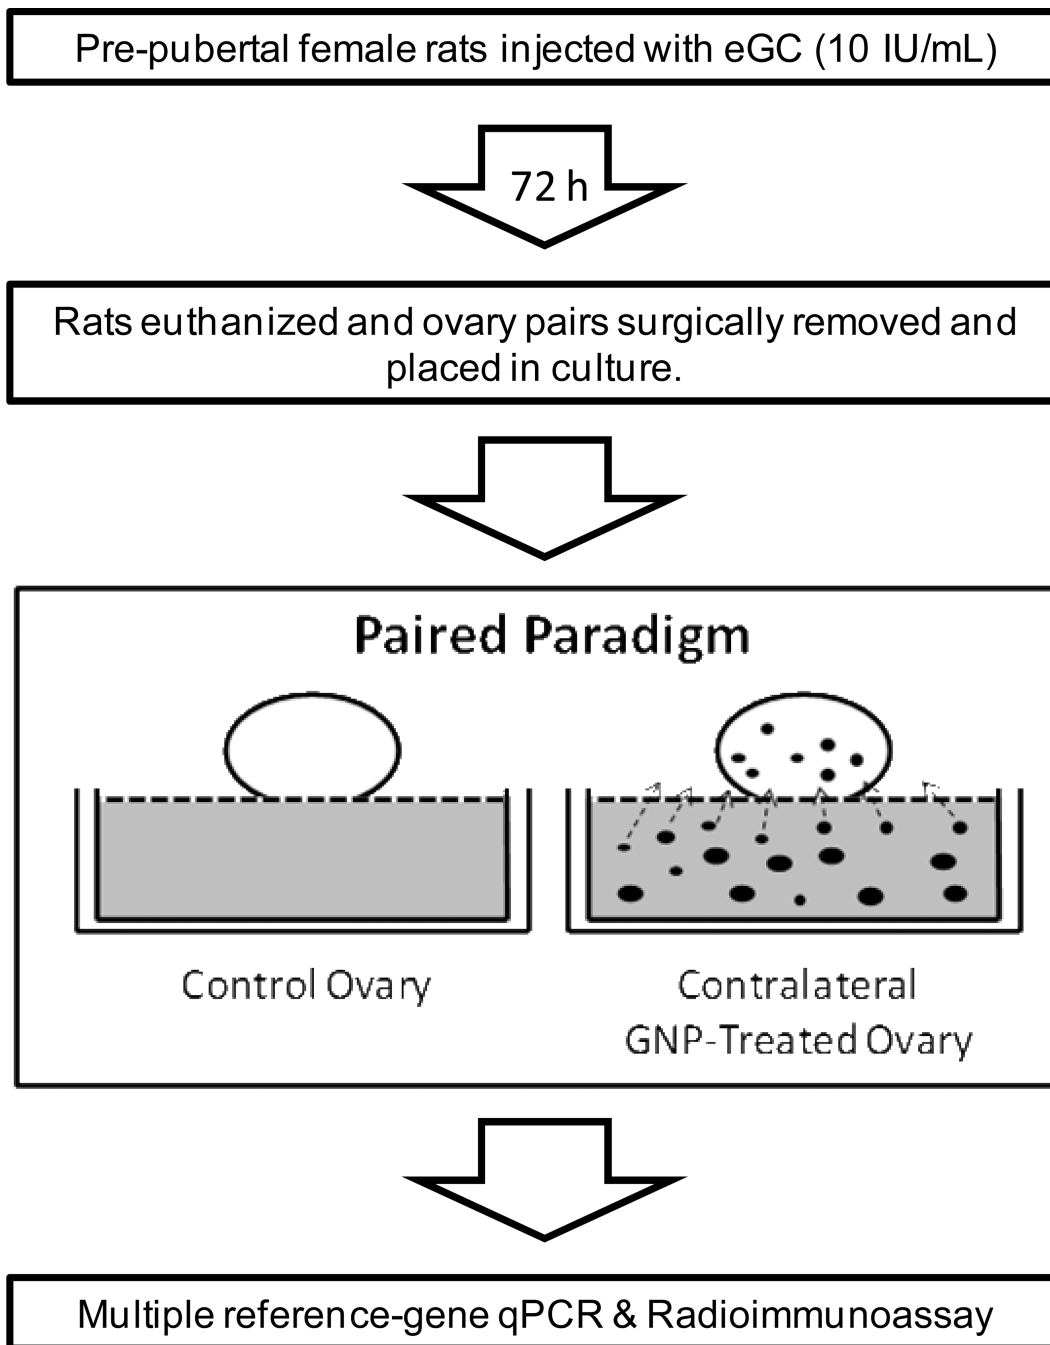 Pre-pubertal female rats injected with eGC (10 IU/mL)
72 h
Rats euthanized and ovary pairs surgically removed and
placed in culture.
Paired Paradigm
Control Ovary
Contralateral
GNP-Treated Ovary
Multiple reference-gene qPCR & Radioimmunoassay